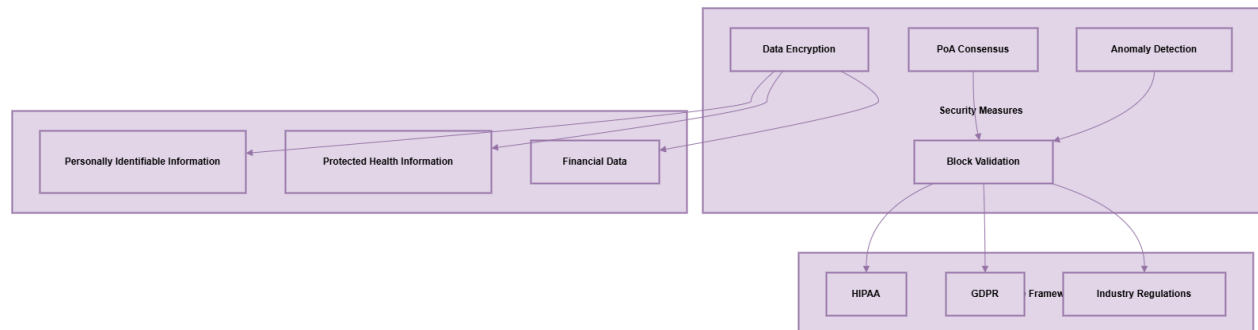 Data Encryption
PoA Consensus
Anomaly Detection
Security Measures
Personally Identifiable Information
Protected Health Information
Financial Data
Block Validation
HIPAA
GDPR
Industry Regulations